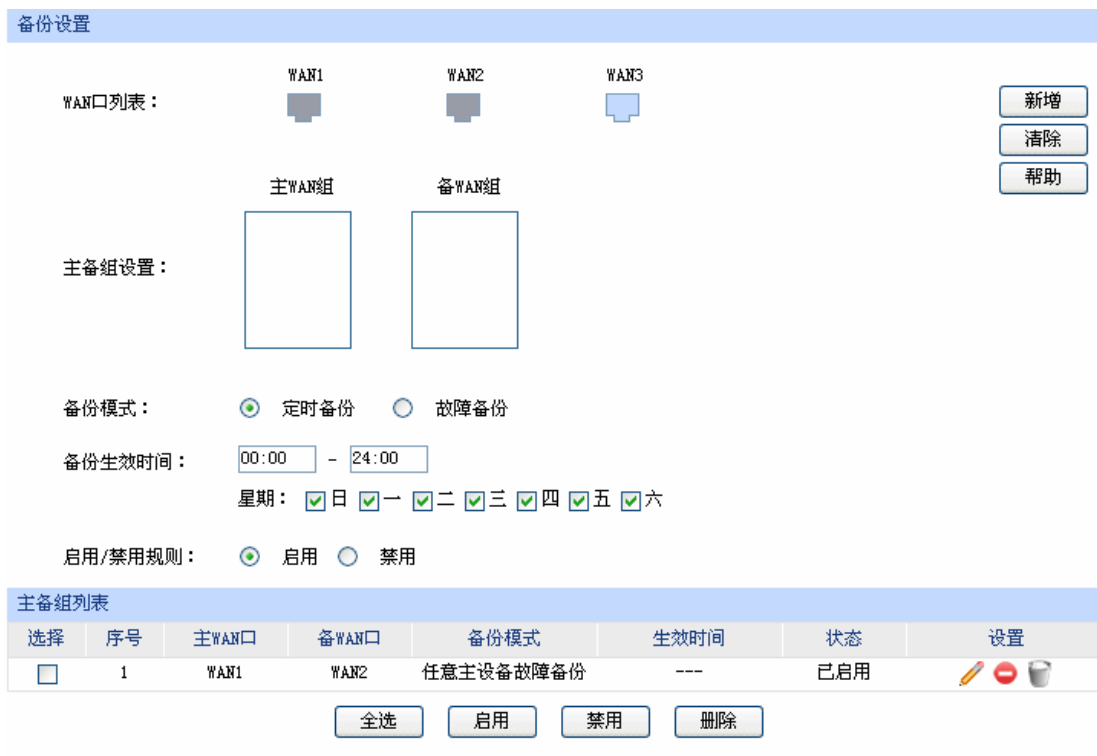 备份设置
WAN1 WAN2 WAN3
WAN口列表：
新增
清除
帮助
主WAN组 备WAN组
主备组设置：
备份模式： 定时备份 故障备份
备份生效时间： 00:00 - 24:00
星期： 日 一 二 三 四 五 六
启用/禁用规则： 启用 禁用
主备组列表
选择 序号 主WAN口 备WAN口 备份模式 生效时间 状态 设置
1 WAN1 WAN2 任意主设备故障备份 --- 已启用
全选 启用 禁用 删除